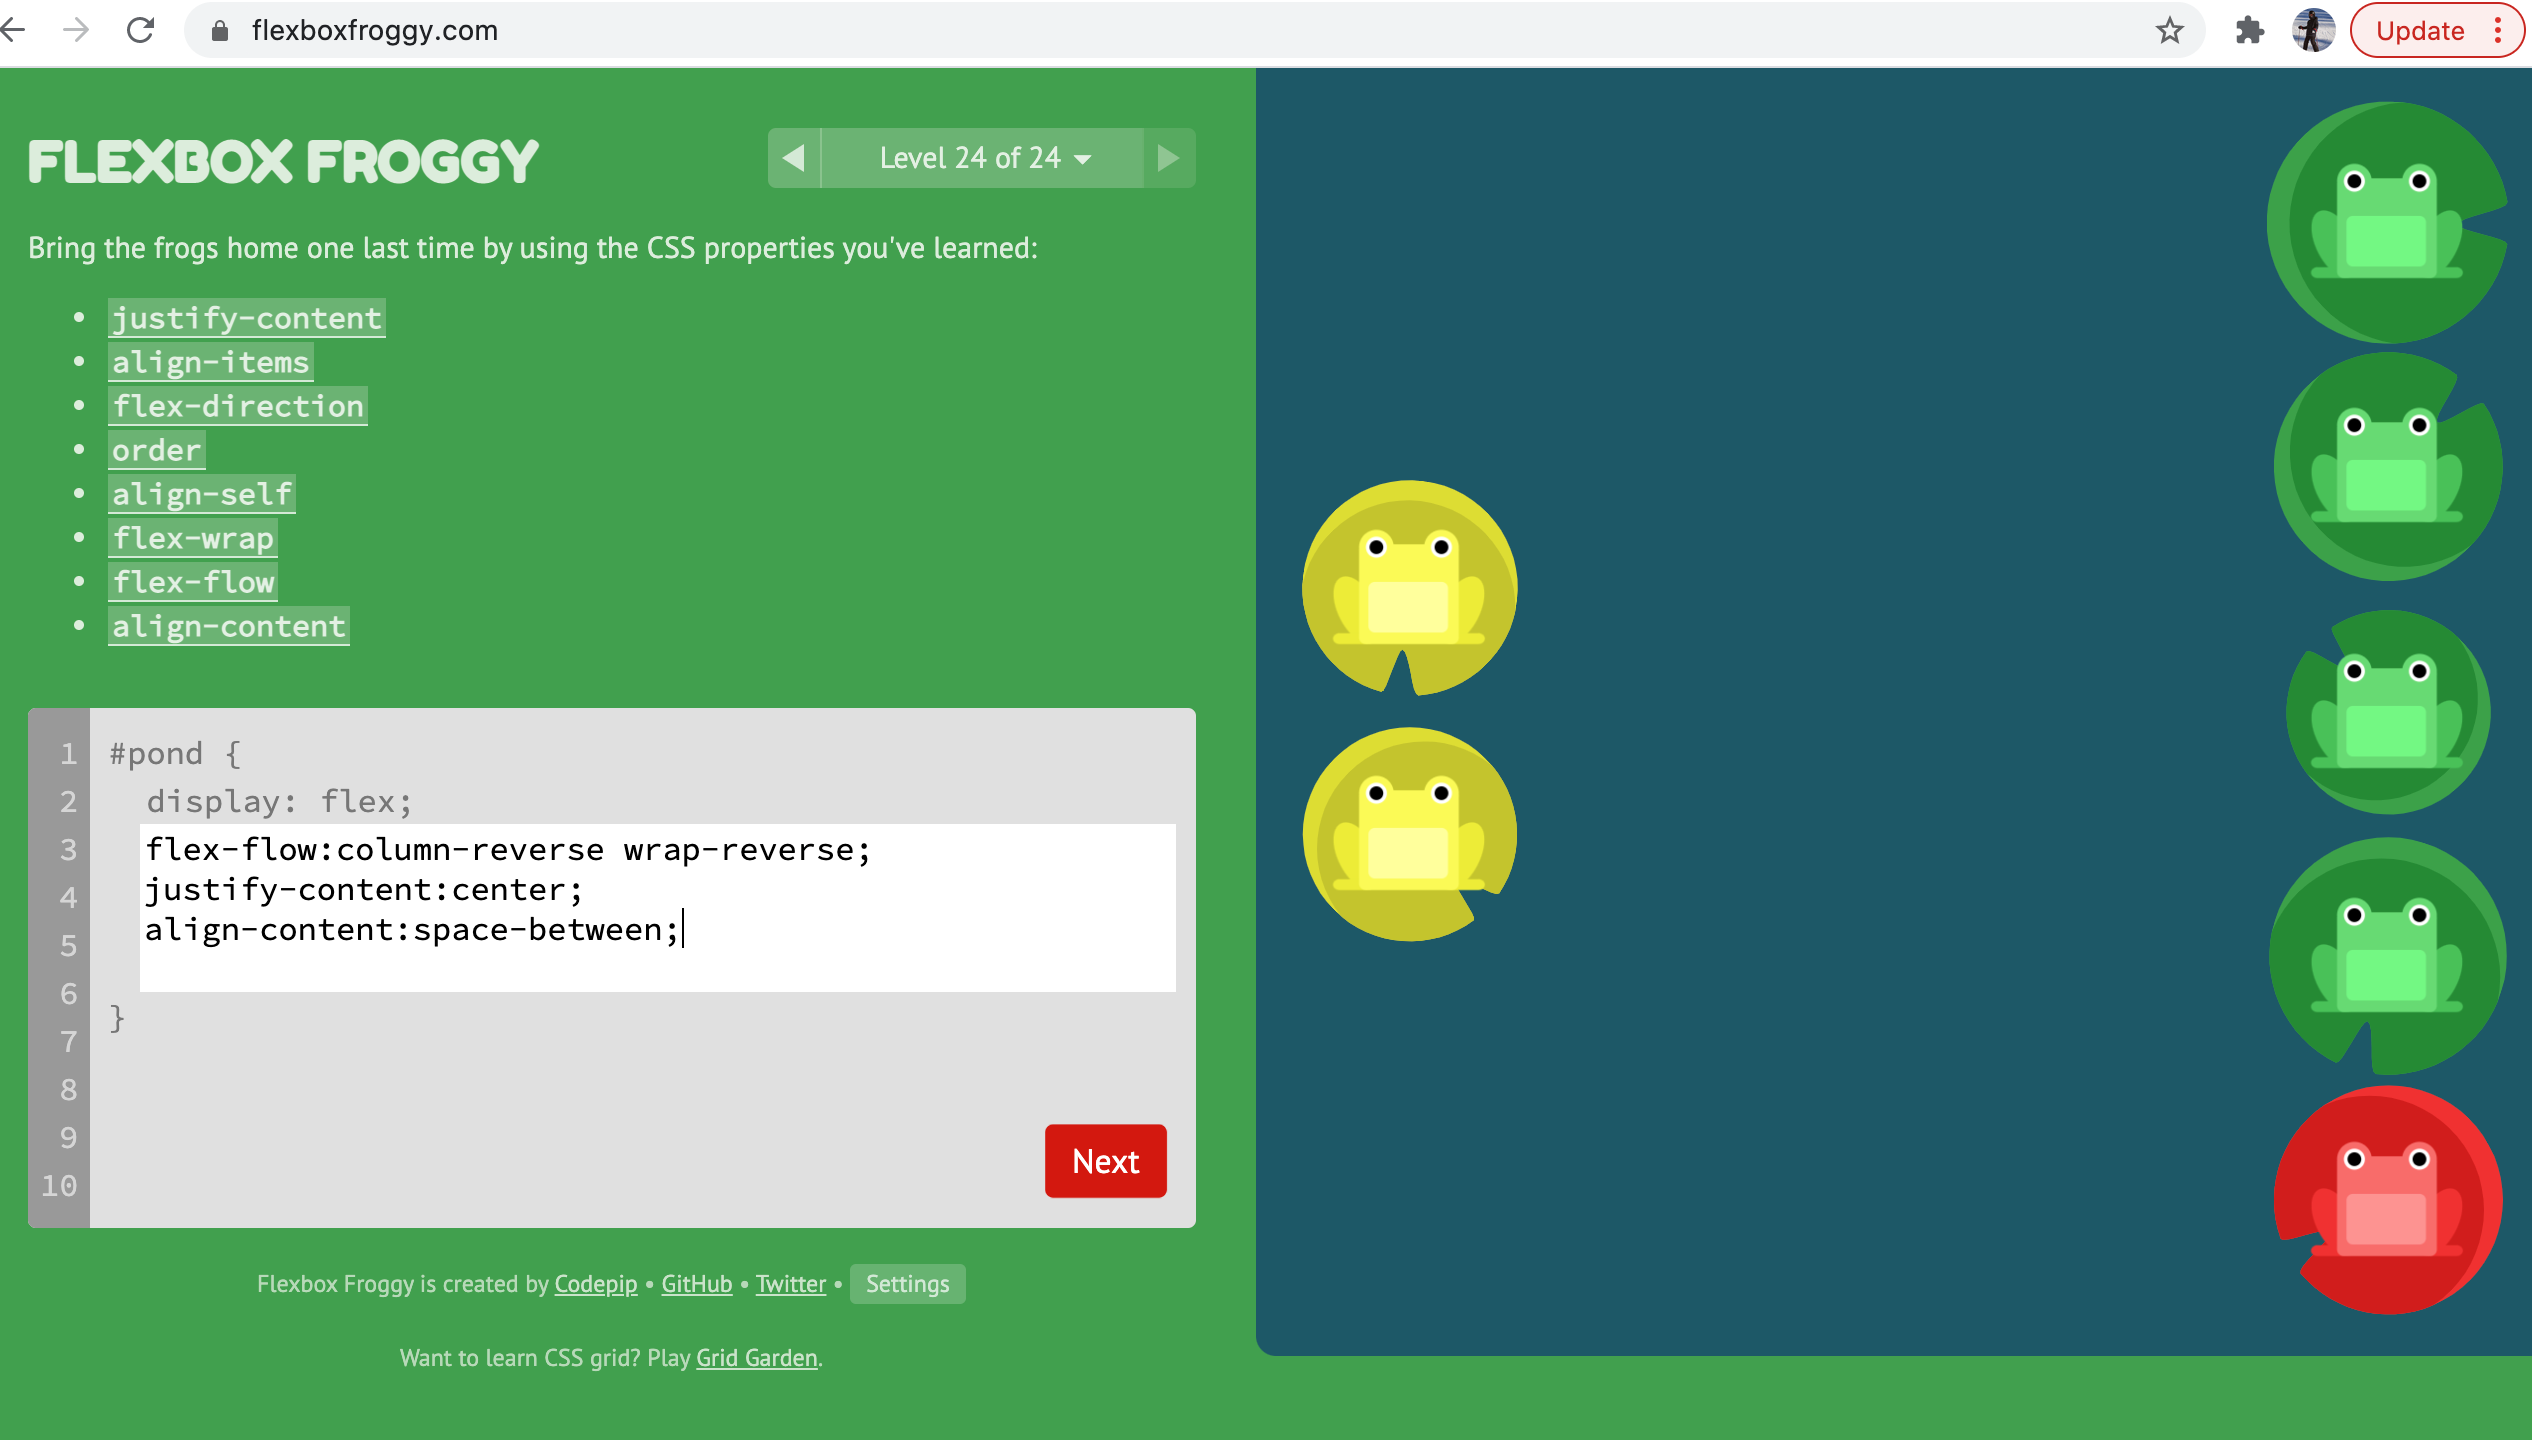 flexboxfroggy.com
Update
FLEXBOX FROGGY
Level 24 of 24
Bring the frogs home one last time by using the CSS properties you've learned:
• justify-content
• align-items
• flex-direction
• order
• align-self
• flex-wrap
• flex-flow
• align-content
1 #pond {
2 display: flex;
3 flex-flow:column-reverse wrap-reverse;
4 justify-content:center;
5 align-content:space-between;
6 }
7
8
9
10
Next
Flexbox Froggy is created by Codepip • GitHub • Twitter • Settings
Want to learn CSS grid? Play Grid Garden.